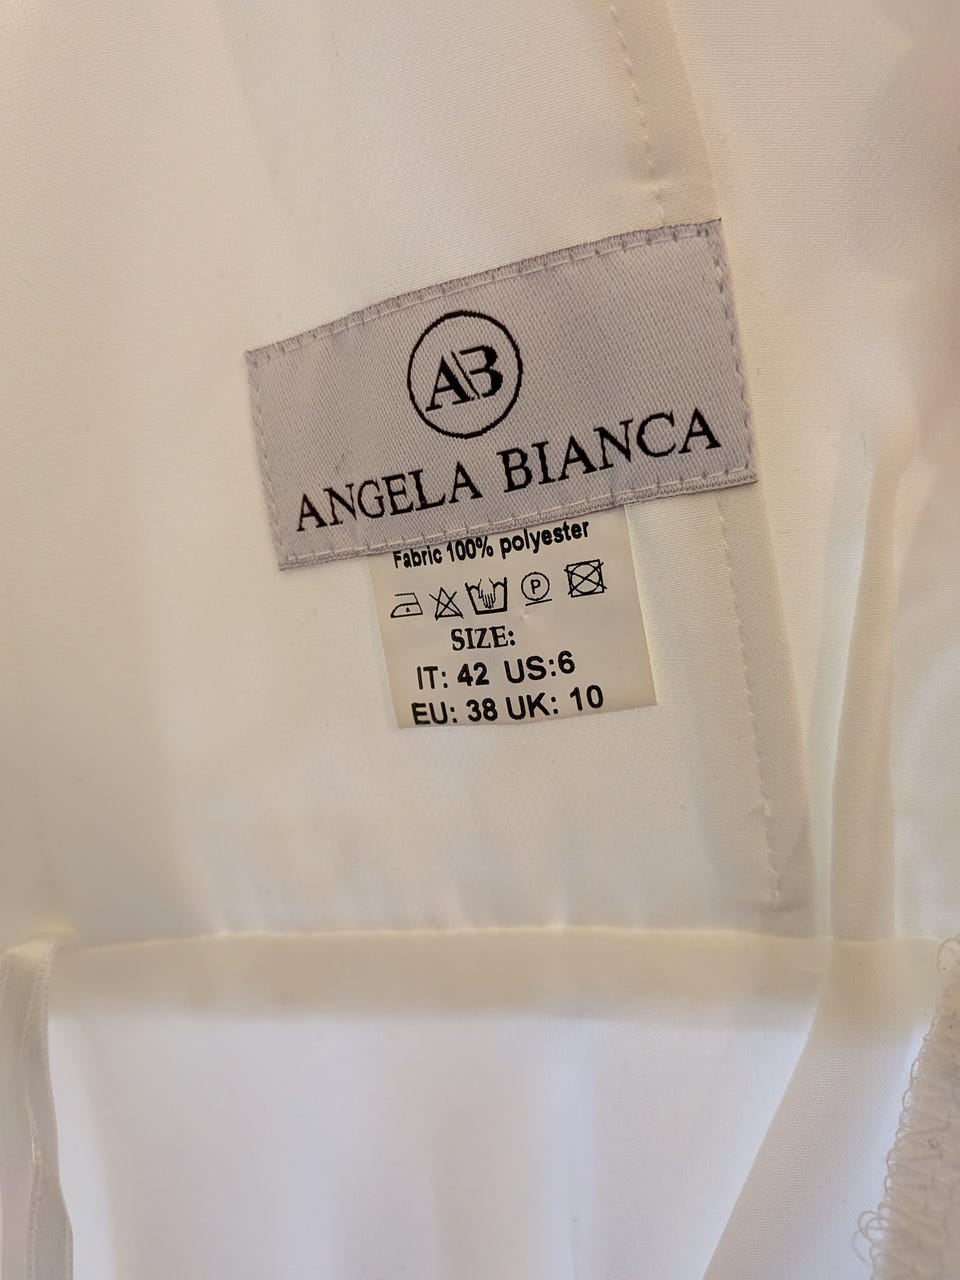 AB
ANGELA BIANCA
Fabric 100% polyester
P
SIZE:
IT: 42 US:6
EU: 38 UK: 10